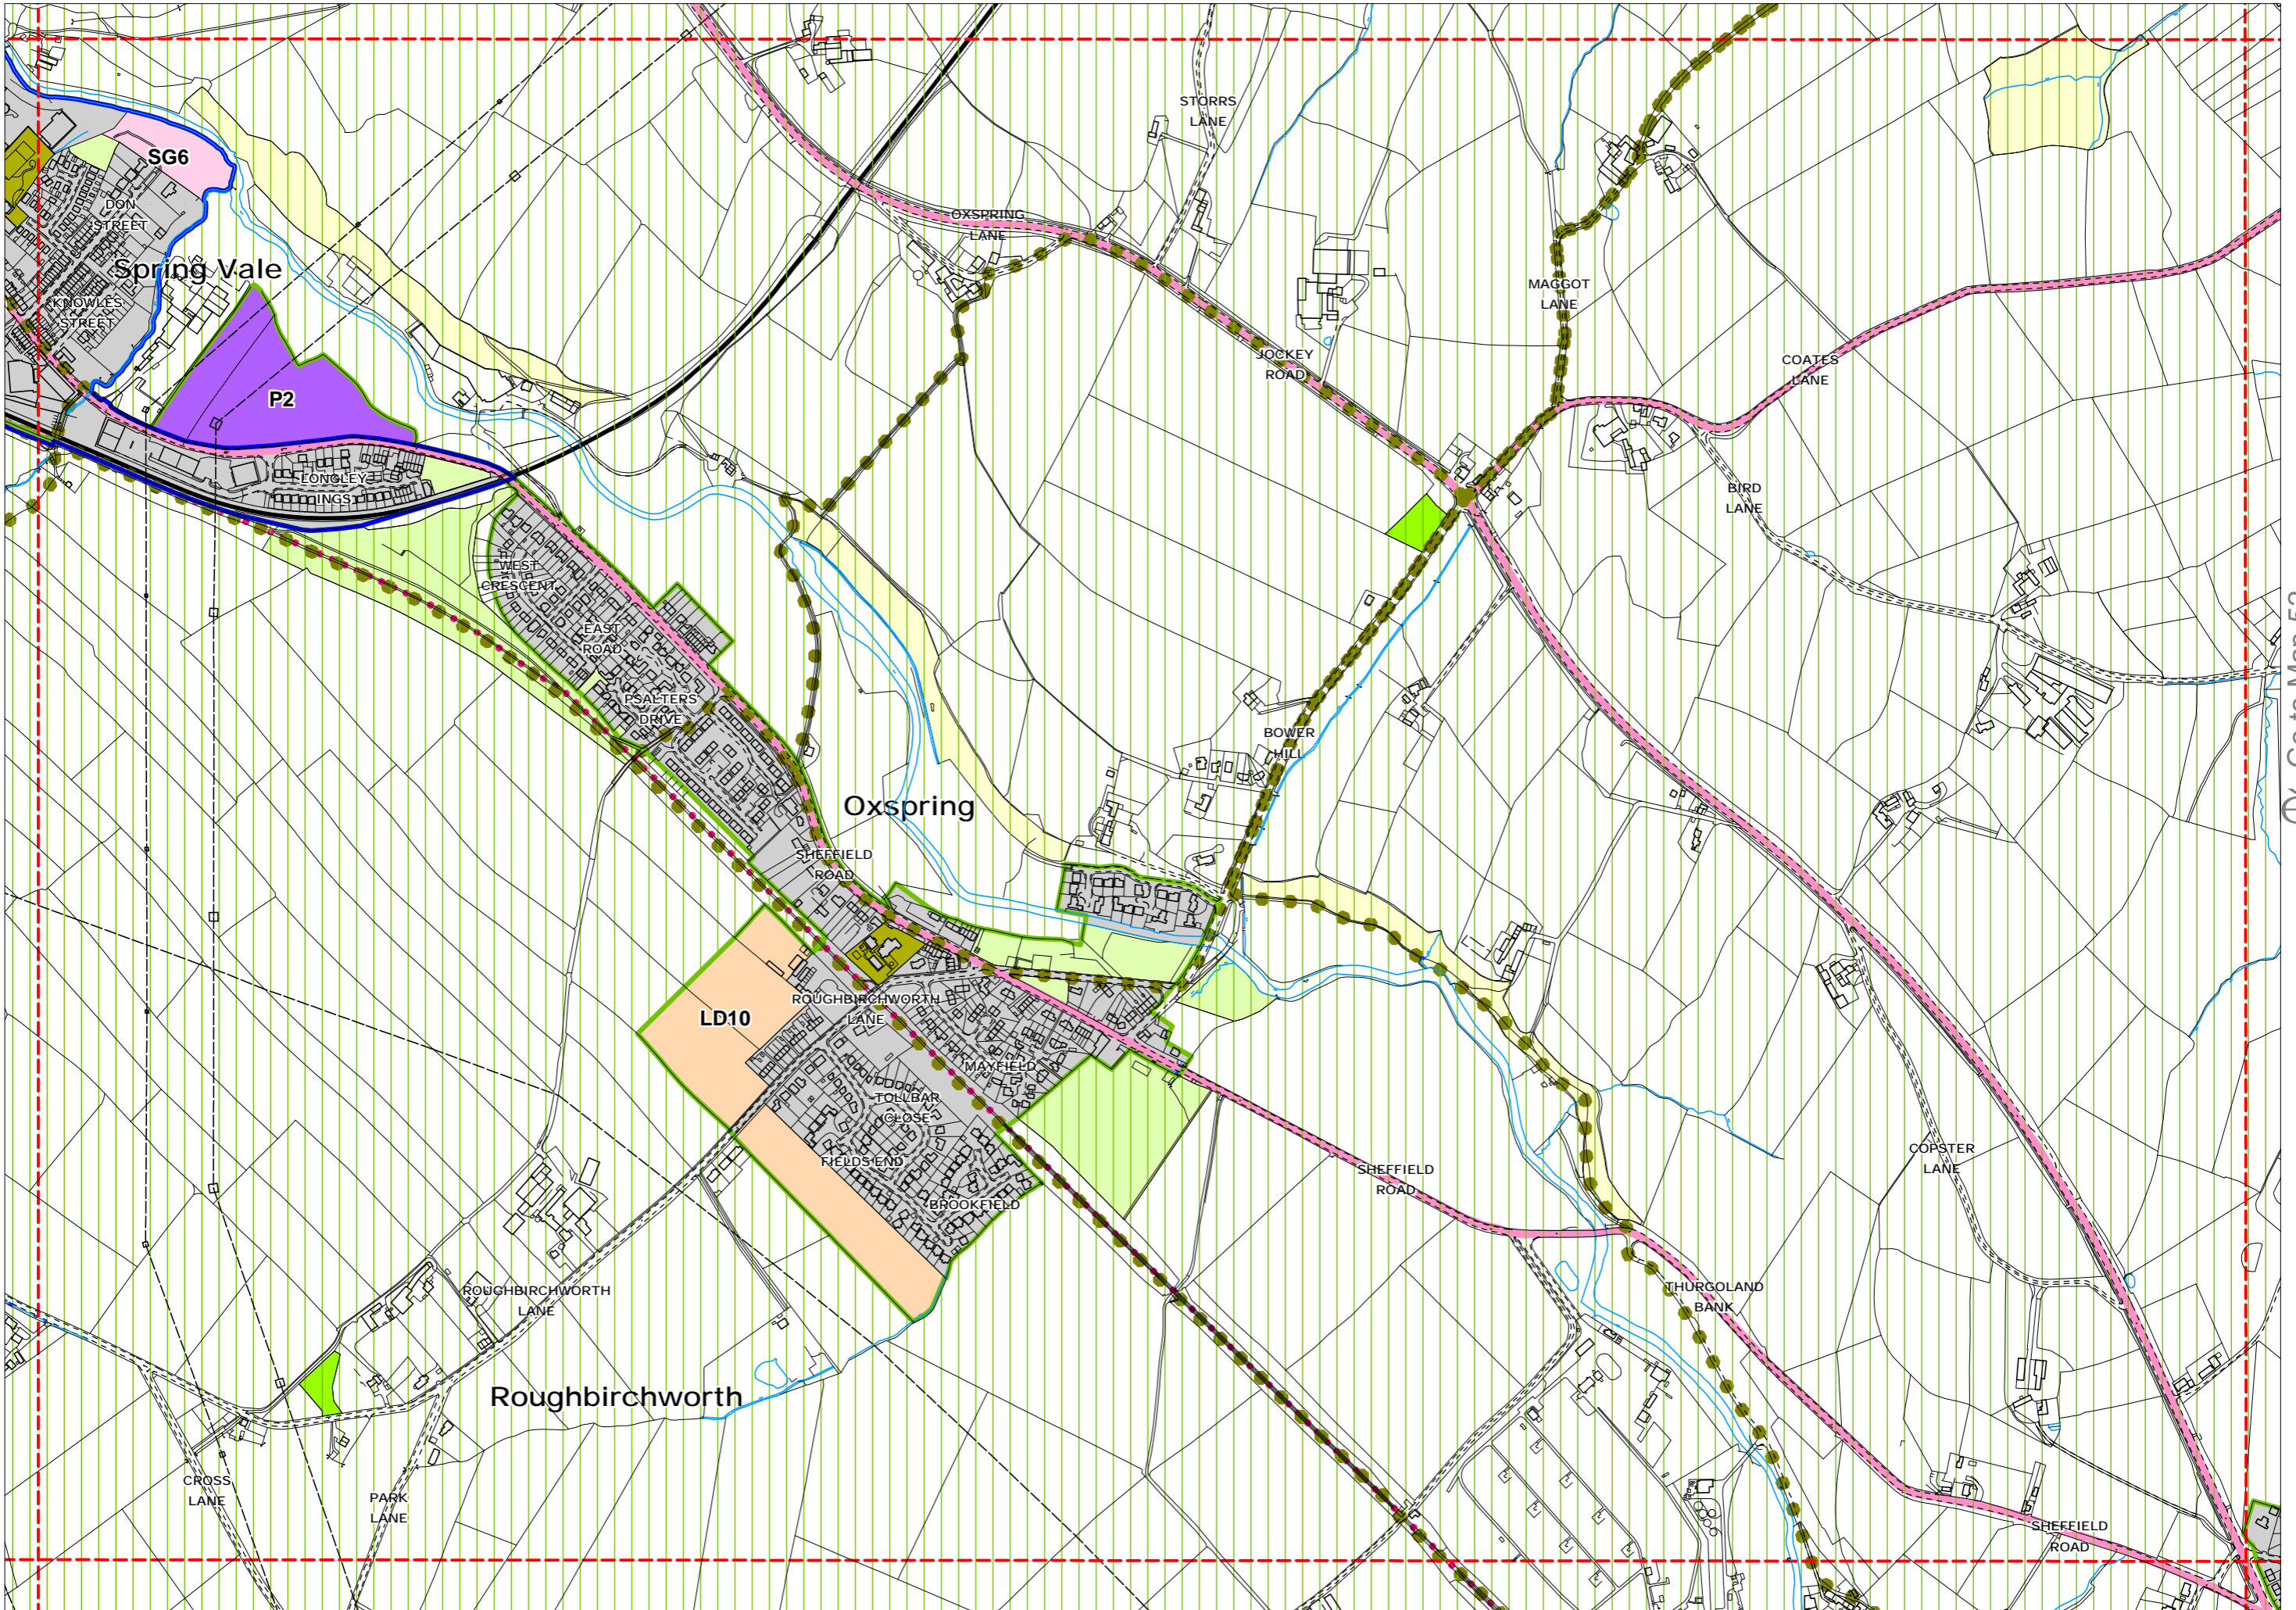 STORRS
LANE
SG6
DON
STREET
OXSPRING
LANE
Spring Vale
MAGGOT
LANE
KNOWLES
STREET
JOCKEY
ROAD
COATES
LANE
P2
LONGLEY
INGS
BIRD
LANE
WEST
CRESCENT
EAST
ROAD
PSALTERS
DRIVE
BOWER
HILL
Oxspring
SHEFFIELD
ROAD
ROUGHBIRCHWORTH
LANE
LD10
MAYFIELD
TOLLBAR
CLOSE
FIELDS END
BROOKFIELD
SHEFFIELD
ROAD
COPSTER
LANE
ROUGHBIRCHWORTH
LANE
THURGOLAND
BANK
Roughbirchworth
CROSS
LANE
PARK
LANE
SHEFFIELD
ROAD